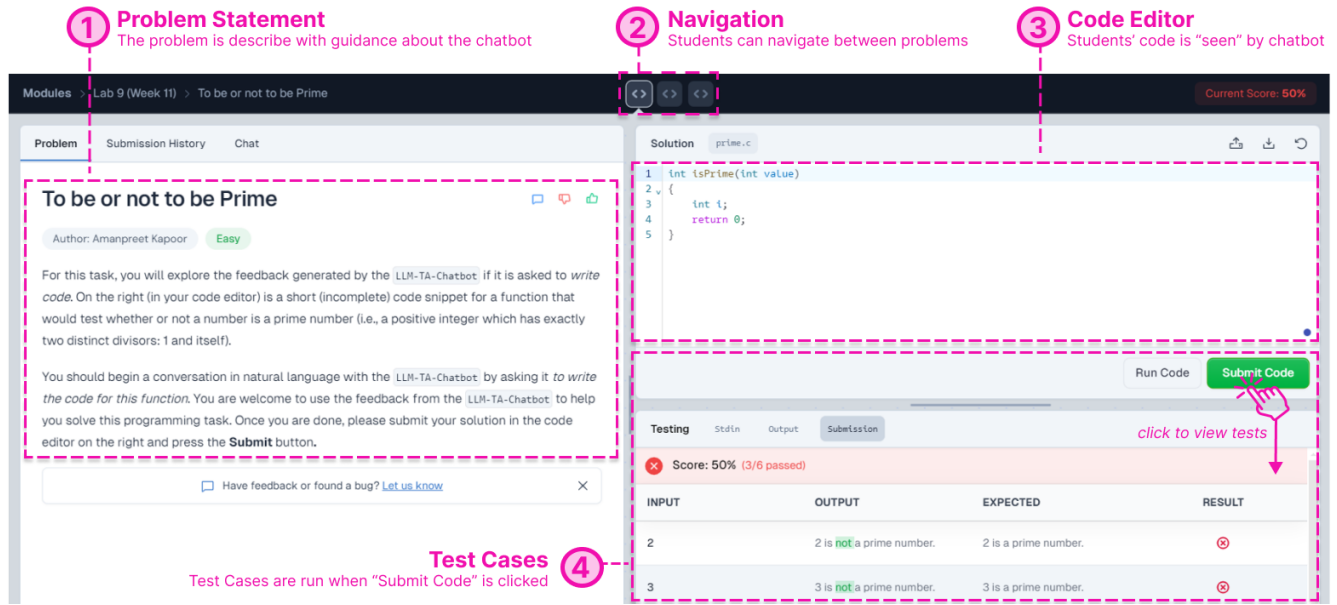 1 Problem Statement
The problem is describe with guidance about the chatbot
2 Navigation
Students can navigate between problems
3 Code Editor
Students' code is “seen” by chatbot
Modules > Lab 9 (Week 11) > To be or not to be Prime
<> <> <>
Current Score: 50%
Problem Submission History Chat
To be or not to be Prime
Author: Amanpreet Kapoor Easy
For this task, you will explore the feedback generated by the LLM-TA-Chatbot if it is asked to write
code. On the right (in your code editor) is a short (incomplete) code snippet for a function that
would test whether or not a number is a prime number (i.e., a positive integer which has exactly
two distinct divisors: 1 and itself).
You should begin a conversation in natural language with the LLM-TA-Chatbot by asking it to write
the code for this function. You are welcome to use the feedback from the LLM-TA-Chatbot to help
you solve this programming task. Once you are done, please submit your solution in the code
editor on the right and press the Submit button.
Have feedback or found a bug? Let us know
Solution prime.c
1 int isPrime(int value)
2 {
3 int i;
4 return 0;
5 }
Run Code Submit Code
click to view tests
Testing Stdin Output Submission
Score: 50% (3/6 passed)
INPUT OUTPUT EXPECTED RESULT
2 2 is not a prime number. 2 is a prime number.
3 3 is not a prime number. 3 is a prime number.
Test Cases 4
Test Cases are run when “Submit Code” is clicked